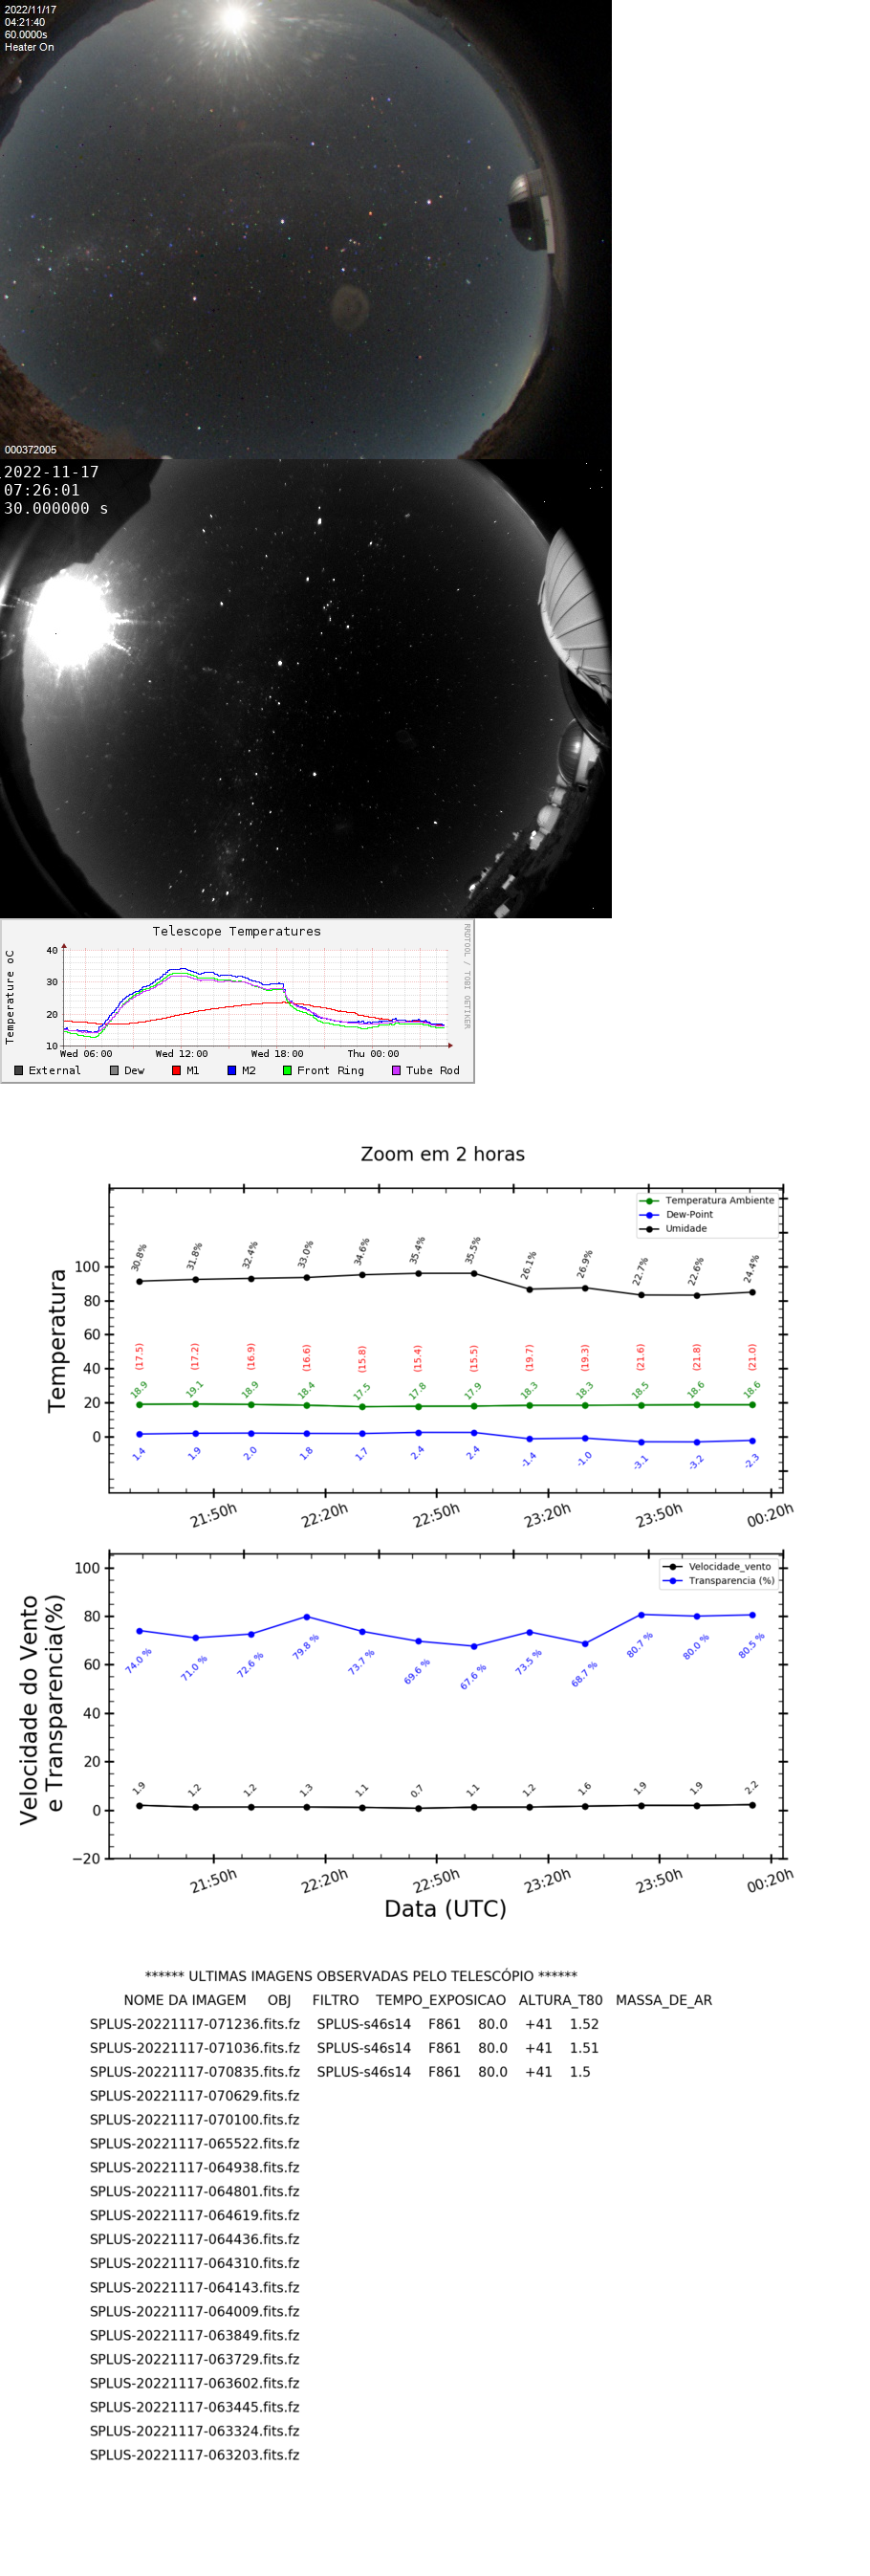 2022/11/17
04:21:40
60.0000s
Heater On
000372005
2022-11-17
07:26:01
30.000000 s
Telescope Temperatures
RRDTOOL / TOBI OETIKER
Temperature oC
40
30
20
10
Wed 06:00 Wed 12:00 Wed 18:00 Thu 00:00
External Dew M1 M2 Front Ring Tube Rod
Zoom em 2 horas
Temperatura Ambiente
Dew-Point
Umidade
Temperatura
100
80
60
40
20
0
30.8% 31.8% 32.4% 33.0% 34.6% 35.4% 35.5% 26.1% 26.9% 22.7% 22.6% 24.4%
(17.5) (17.2) (16.9) (16.6) (15.8) (15.4) (15.5) (19.7) (19.3) (21.6) (21.8) (21.0)
18.9 19.1 18.9 18.4 17.5 17.8 17.9 18.3 18.3 18.5 18.6 18.6
1.4 1.9 2.0 1.8 1.7 2.4 2.4 -1.4 -1.0 -3.1 -3.2 -2.3
21:50h 22:20h 22:50h 23:20h 23:50h 00:20h
Velocidade_vento
Transparencia (%)
Velocidade do Vento
e Transparencia(%)
100
80
60
40
20
0
−20
74.0 % 71.0 % 72.6 % 79.8 % 73.7 % 69.6 % 67.6 % 73.5 % 68.7 % 80.7 % 80.0 % 80.5 %
1.9 1.2 1.2 1.3 1.1 0.7 1.1 1.2 1.6 1.9 1.9 2.2
21:50h 22:20h 22:50h 23:20h 23:50h 00:20h
Data (UTC)
****** ULTIMAS IMAGENS OBSERVADAS PELO TELESCÓPIO ******
NOME DA IMAGEM OBJ FILTRO TEMPO_EXPOSICAO ALTURA_T80 MASSA_DE_AR
SPLUS-20221117-071236.fits.fz SPLUS-s46s14 F861 80.0 +41 1.52
SPLUS-20221117-071036.fits.fz SPLUS-s46s14 F861 80.0 +41 1.51
SPLUS-20221117-070835.fits.fz SPLUS-s46s14 F861 80.0 +41 1.5
SPLUS-20221117-070629.fits.fz
SPLUS-20221117-070100.fits.fz
SPLUS-20221117-065522.fits.fz
SPLUS-20221117-064938.fits.fz
SPLUS-20221117-064801.fits.fz
SPLUS-20221117-064619.fits.fz
SPLUS-20221117-064436.fits.fz
SPLUS-20221117-064310.fits.fz
SPLUS-20221117-064143.fits.fz
SPLUS-20221117-064009.fits.fz
SPLUS-20221117-063849.fits.fz
SPLUS-20221117-063729.fits.fz
SPLUS-20221117-063602.fits.fz
SPLUS-20221117-063445.fits.fz
SPLUS-20221117-063324.fits.fz
SPLUS-20221117-063203.fits.fz